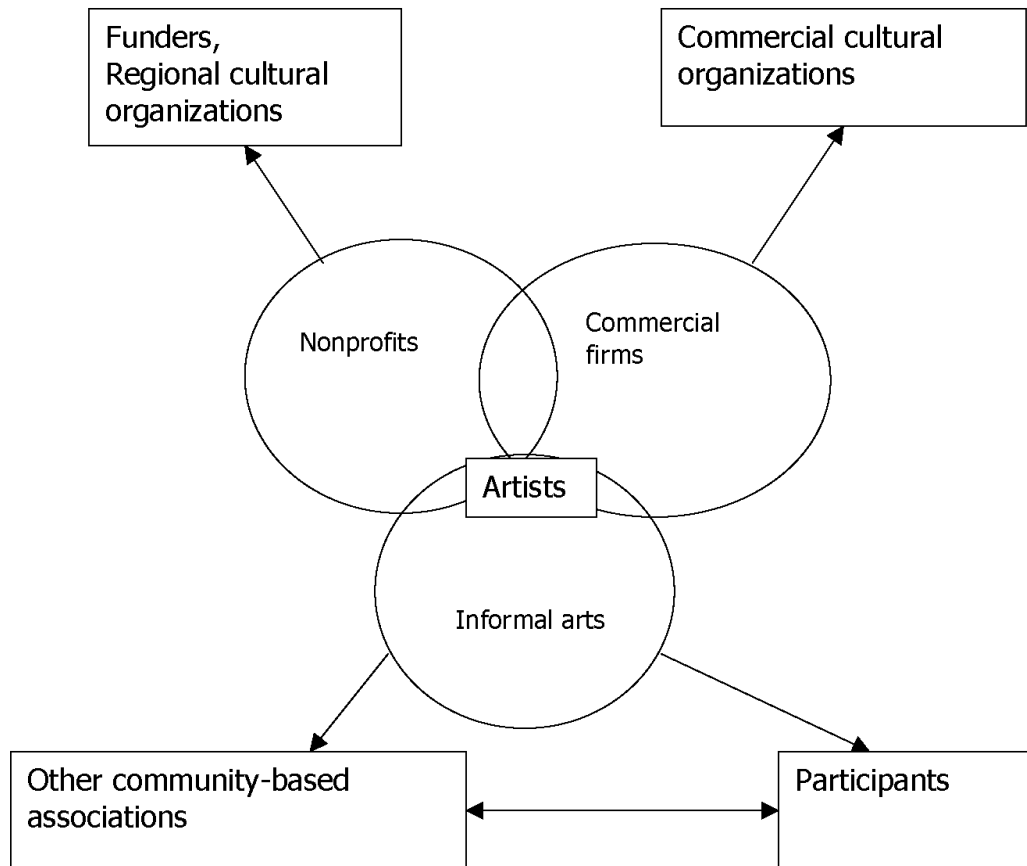 Funders,
Regional cultural
organizations
Commercial cultural
organizations
Nonprofits
Commercial
firms
Artists
Informal arts
Other community-based
associations
Participants